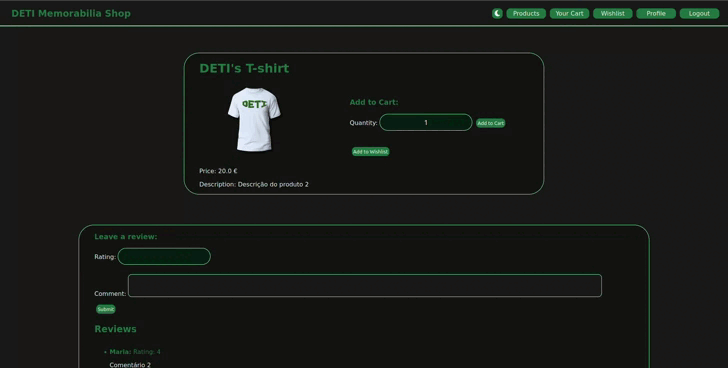 DETI Memorabilia Shop
Products Your Cart Wishlist Profile Logout
DETI's T-shirt
DETI
Add to Cart:
Quantity: 1 Add to Cart
Add to Wishlist
Price: 20.0 €
Description: Descrição do produto 2
Leave a review:
Rating:
Comment:
Submit
Reviews
• Maria: Rating: 4
Comentário 2